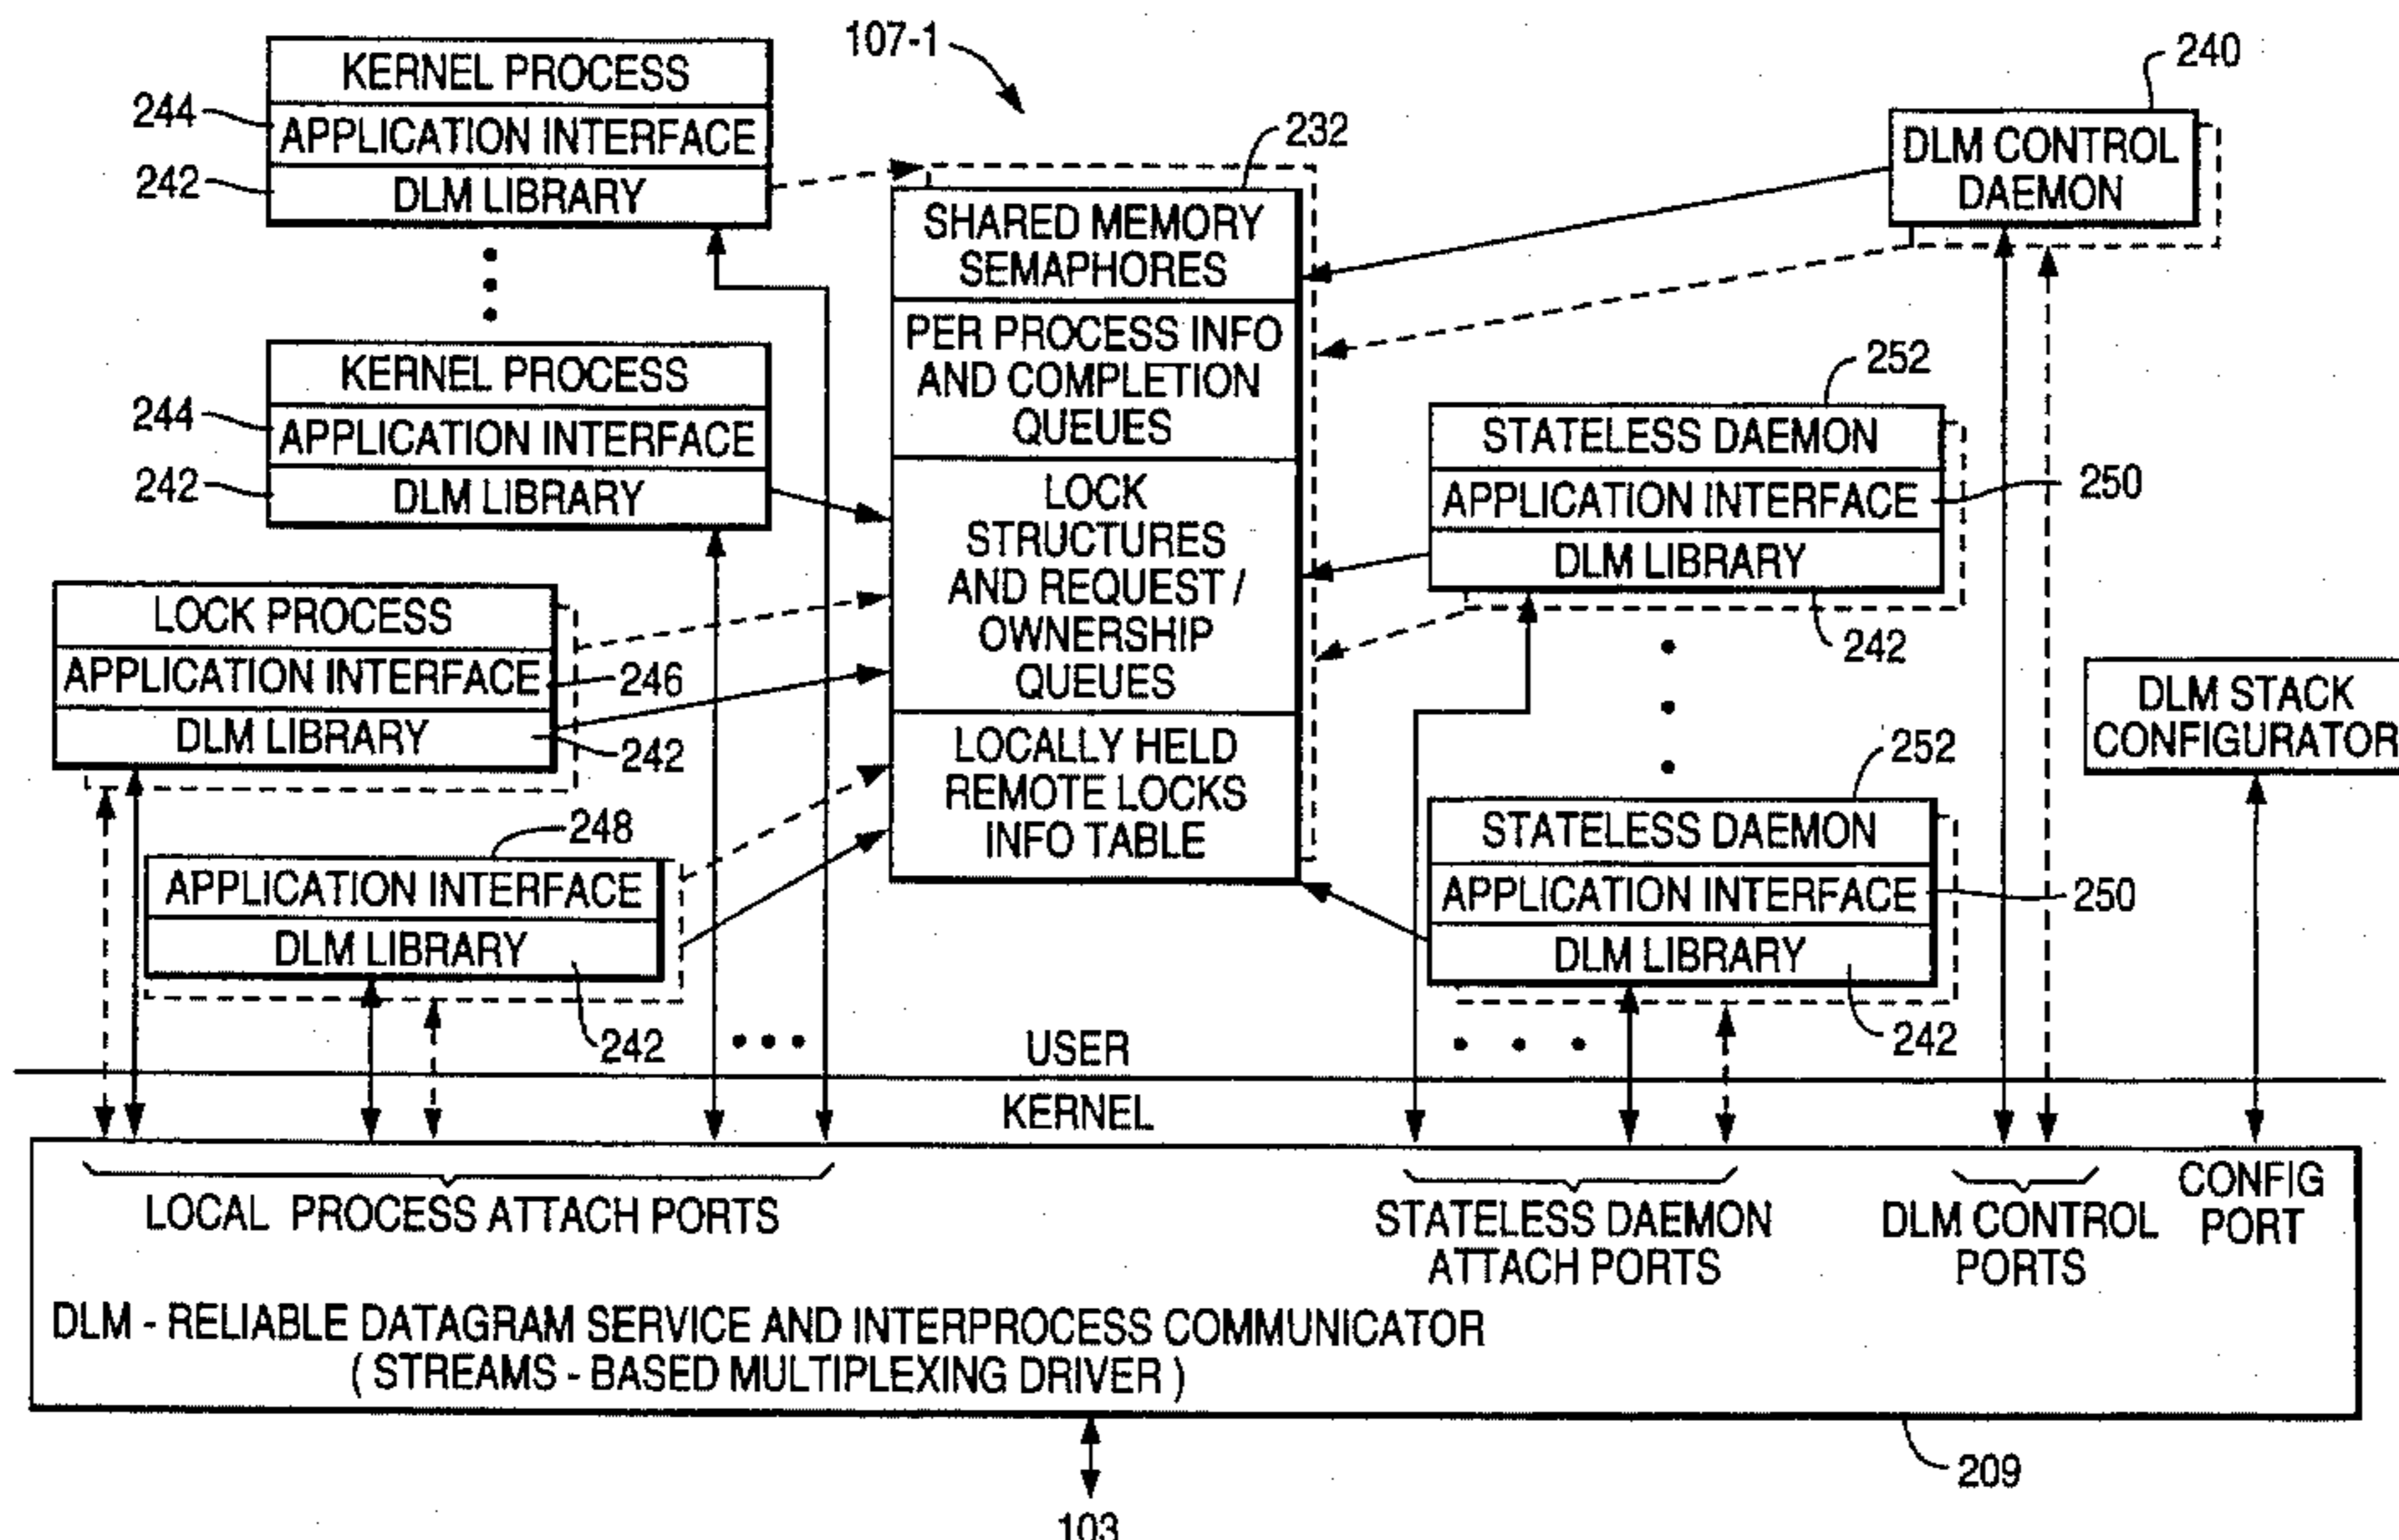 107-1
240
KERNEL PROCESS
244
APPLICATION INTERFACE
242
DLM LIBRARY
232
DLM CONTROL
DAEMON
SHARED MEMORY
SEMAPHORES
PER PROCESS INFO
AND COMPLETION
QUEUES
LOCK
STRUCTURES
AND REQUEST /
OWNERSHIP
QUEUES
LOCALLY HELD
REMOTE LOCKS
INFO TABLE
KERNEL PROCESS
244
APPLICATION INTERFACE
242
DLM LIBRARY
252
STATELESS DAEMON
APPLICATION INTERFACE
250
DLM LIBRARY
242
LOCK PROCESS
APPLICATION INTERFACE
246
DLM LIBRARY
242
DLM STACK
CONFIGURATOR
248
APPLICATION INTERFACE
DLM LIBRARY
242
252
STATELESS DAEMON
APPLICATION INTERFACE
250
DLM LIBRARY
242
USER
KERNEL
LOCAL PROCESS ATTACH PORTS
STATELESS DAEMON
ATTACH PORTS
DLM CONTROL
PORTS
CONFIG
PORT
DLM - RELIABLE DATAGRAM SERVICE AND INTERPROCESS COMMUNICATOR
( STREAMS - BASED MULTIPLEXING DRIVER )
209
103